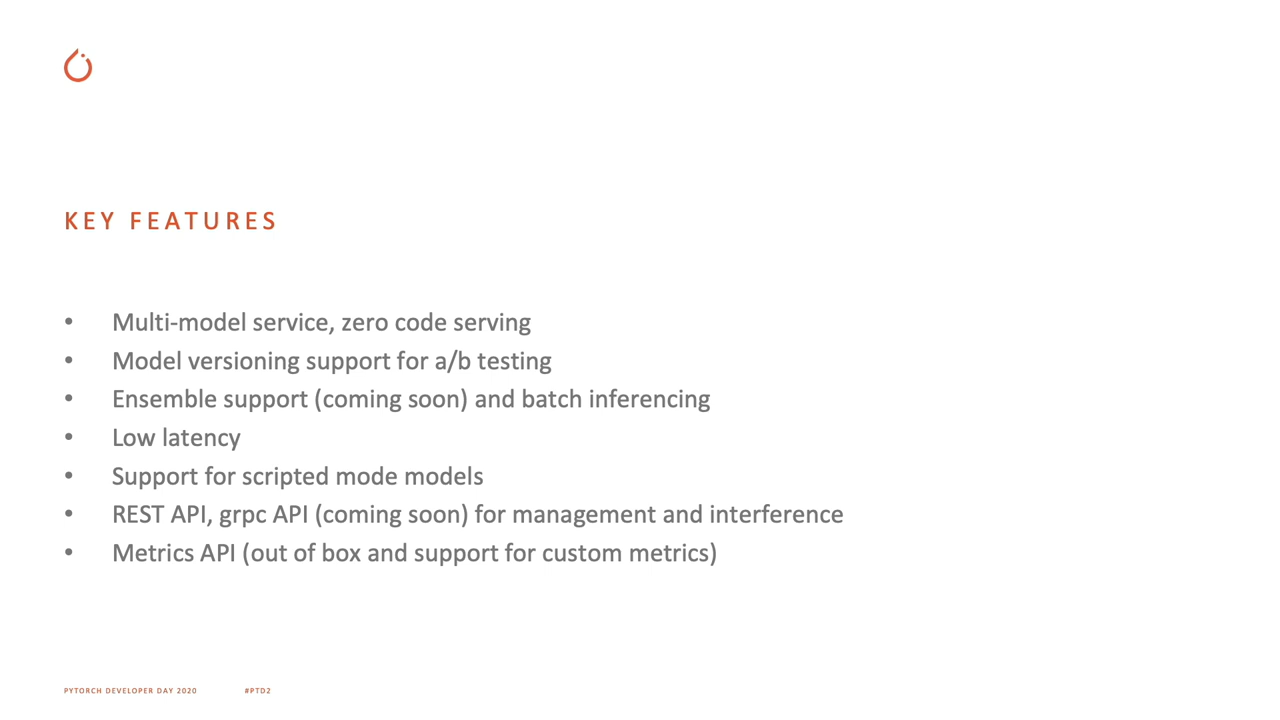 KEY FEATURES
• Multi-model service, zero code serving
• Model versioning support for a/b testing
• Ensemble support (coming soon) and batch inferencing
• Low latency
• Support for scripted mode models
• REST API, grpc API (coming soon) for management and interference
• Metrics API (out of box and support for custom metrics)
PYTORCH DEVELOPER DAY 2020 #PTD2